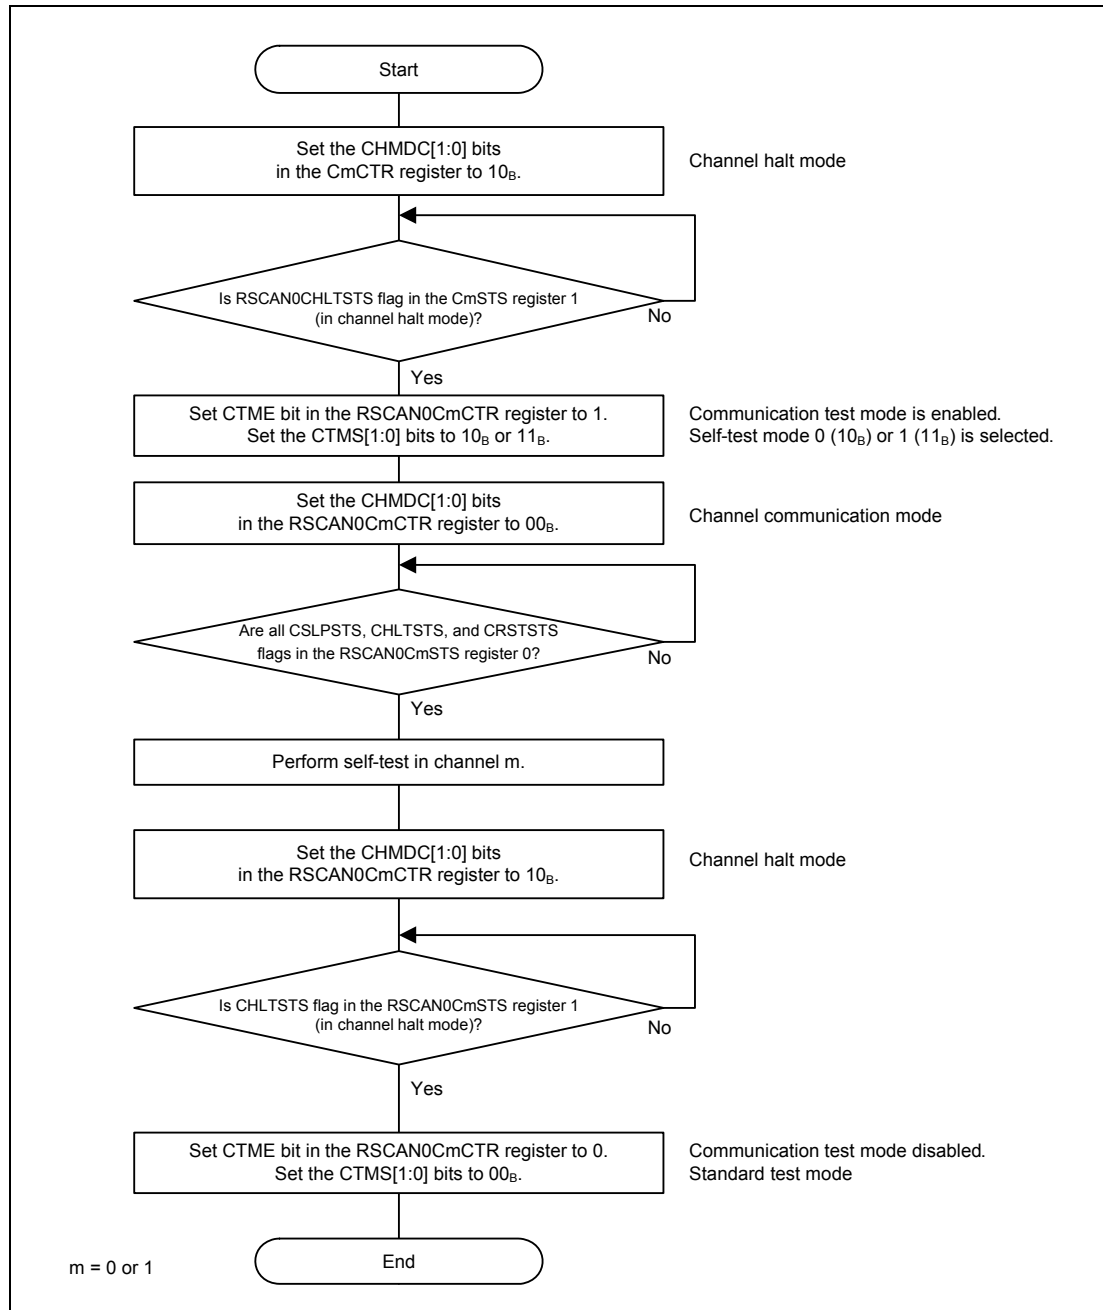 Start
Set the CHMDC[1:0] bits
in the CmCTR register to 10B.
Channel halt mode
Is RSCAN0CHLTSTS flag in the CmSTS register 1
(in channel halt mode)?
No
Yes
Set CTME bit in the RSCAN0CmCTR register to 1.
Set the CTMS[1:0] bits to 10B or 11B.
Communication test mode is enabled.
Self-test mode 0 (10B) or 1 (11B) is selected.
Set the CHMDC[1:0] bits
in the RSCAN0CmCTR register to 00B.
Channel communication mode
Are all CSLPSTS, CHLTSTS, and CRSTSTS
flags in the RSCAN0CmSTS register 0?
No
Yes
Perform self-test in channel m.
Set the CHMDC[1:0] bits
in the RSCAN0CmCTR register to 10B.
Channel halt mode
Is CHLTSTS flag in the RSCAN0CmSTS register 1
(in channel halt mode)?
No
Yes
Set CTME bit in the RSCAN0CmCTR register to 0.
Set the CTMS[1:0] bits to 00B.
Communication test mode disabled.
Standard test mode
End
m = 0 or 1